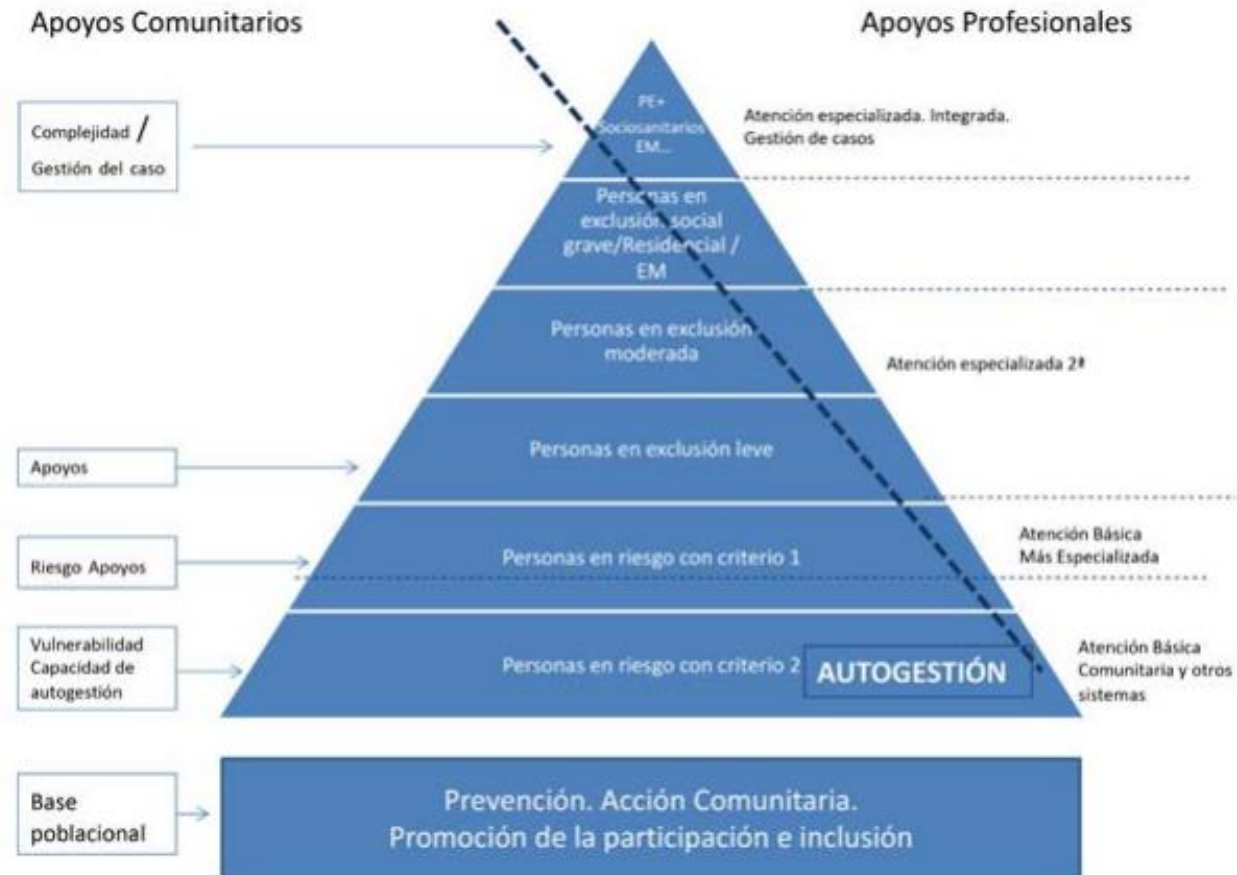 Apoyos Comunitarios
Apoyos Profesionales
Complejidad /
Gestión del caso
PE+
Sociosanitarios
EM...
Atención especializada. Integrada.
Gestión de casos
Personas en
exclusión social
grave/Residencial /
EM
Personas en exclusión
moderada
Atención especializada 2ª
Apoyos
Personas en exclusión leve
Riesgo Apoyos
Personas en riesgo con criterio 1
Atención Básica
Más Especializada
Vulnerabilidad
Capacidad de
autogestión
Personas en riesgo con criterio 2
AUTOGESTIÓN
Atención Básica
Comunitaria y otros
sistemas
Base
poblacional
Prevención. Acción Comunitaria.
Promoción de la participación e inclusión